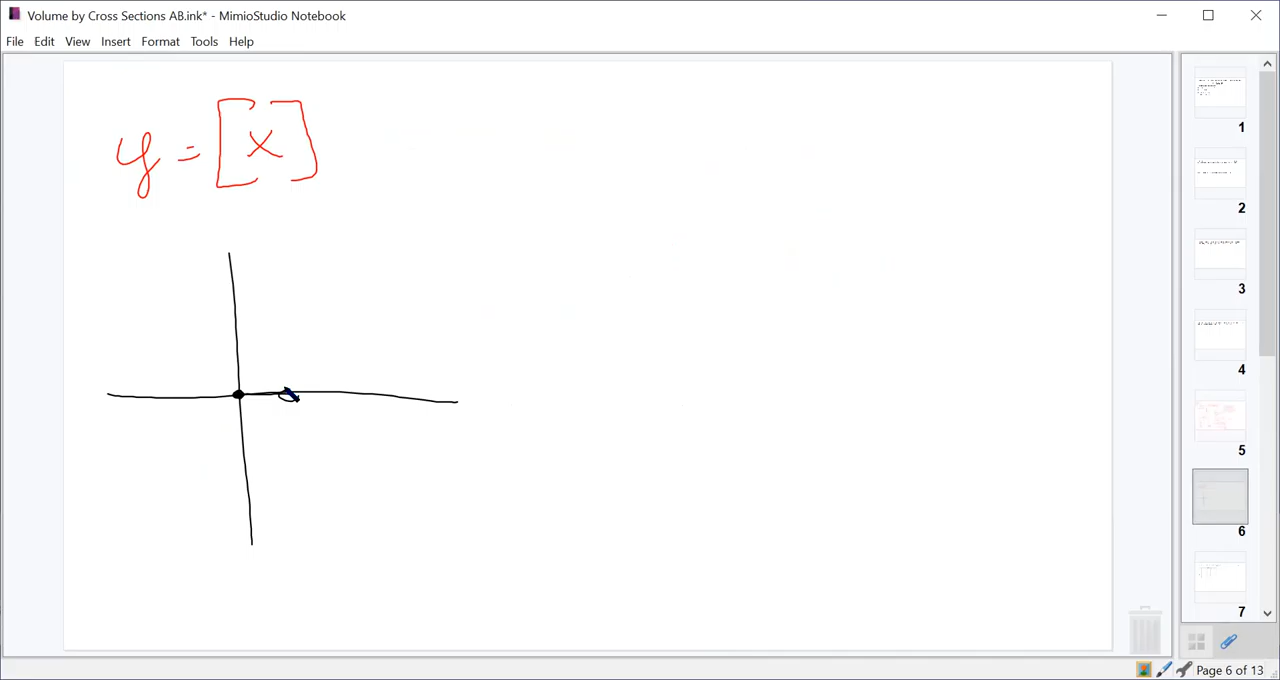 Volume by Cross Sections AB.ink* - MimioStudio Notebook
File Edit View Insert Format Tools Help
y = [x]
1
2
3
4
5
6
7
Page 6 of 13